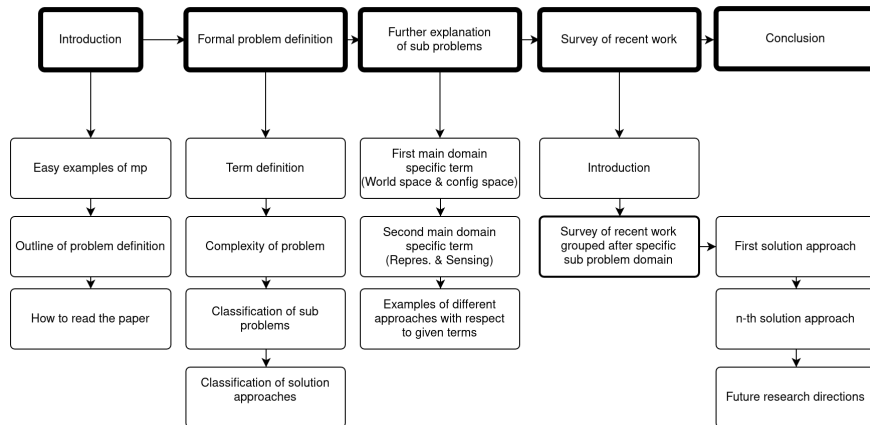 Introduction
Formal problem definition
Further explanation
of sub problems
Survey of recent work
Conclusion
Easy examples of mp
Outline of problem definition
How to read the paper
Term definition
Complexity of problem
Classification of sub
problems
Classification of solution
approaches
First main domain
specific term
(World space & config space)
Second main domain
specific term
(Repres. & Sensing)
Examples of different
approaches with respect
to given terms
Introduction
Survey of recent work
grouped after specific
sub problem domain
First solution approach
n-th solution approach
Future research directions